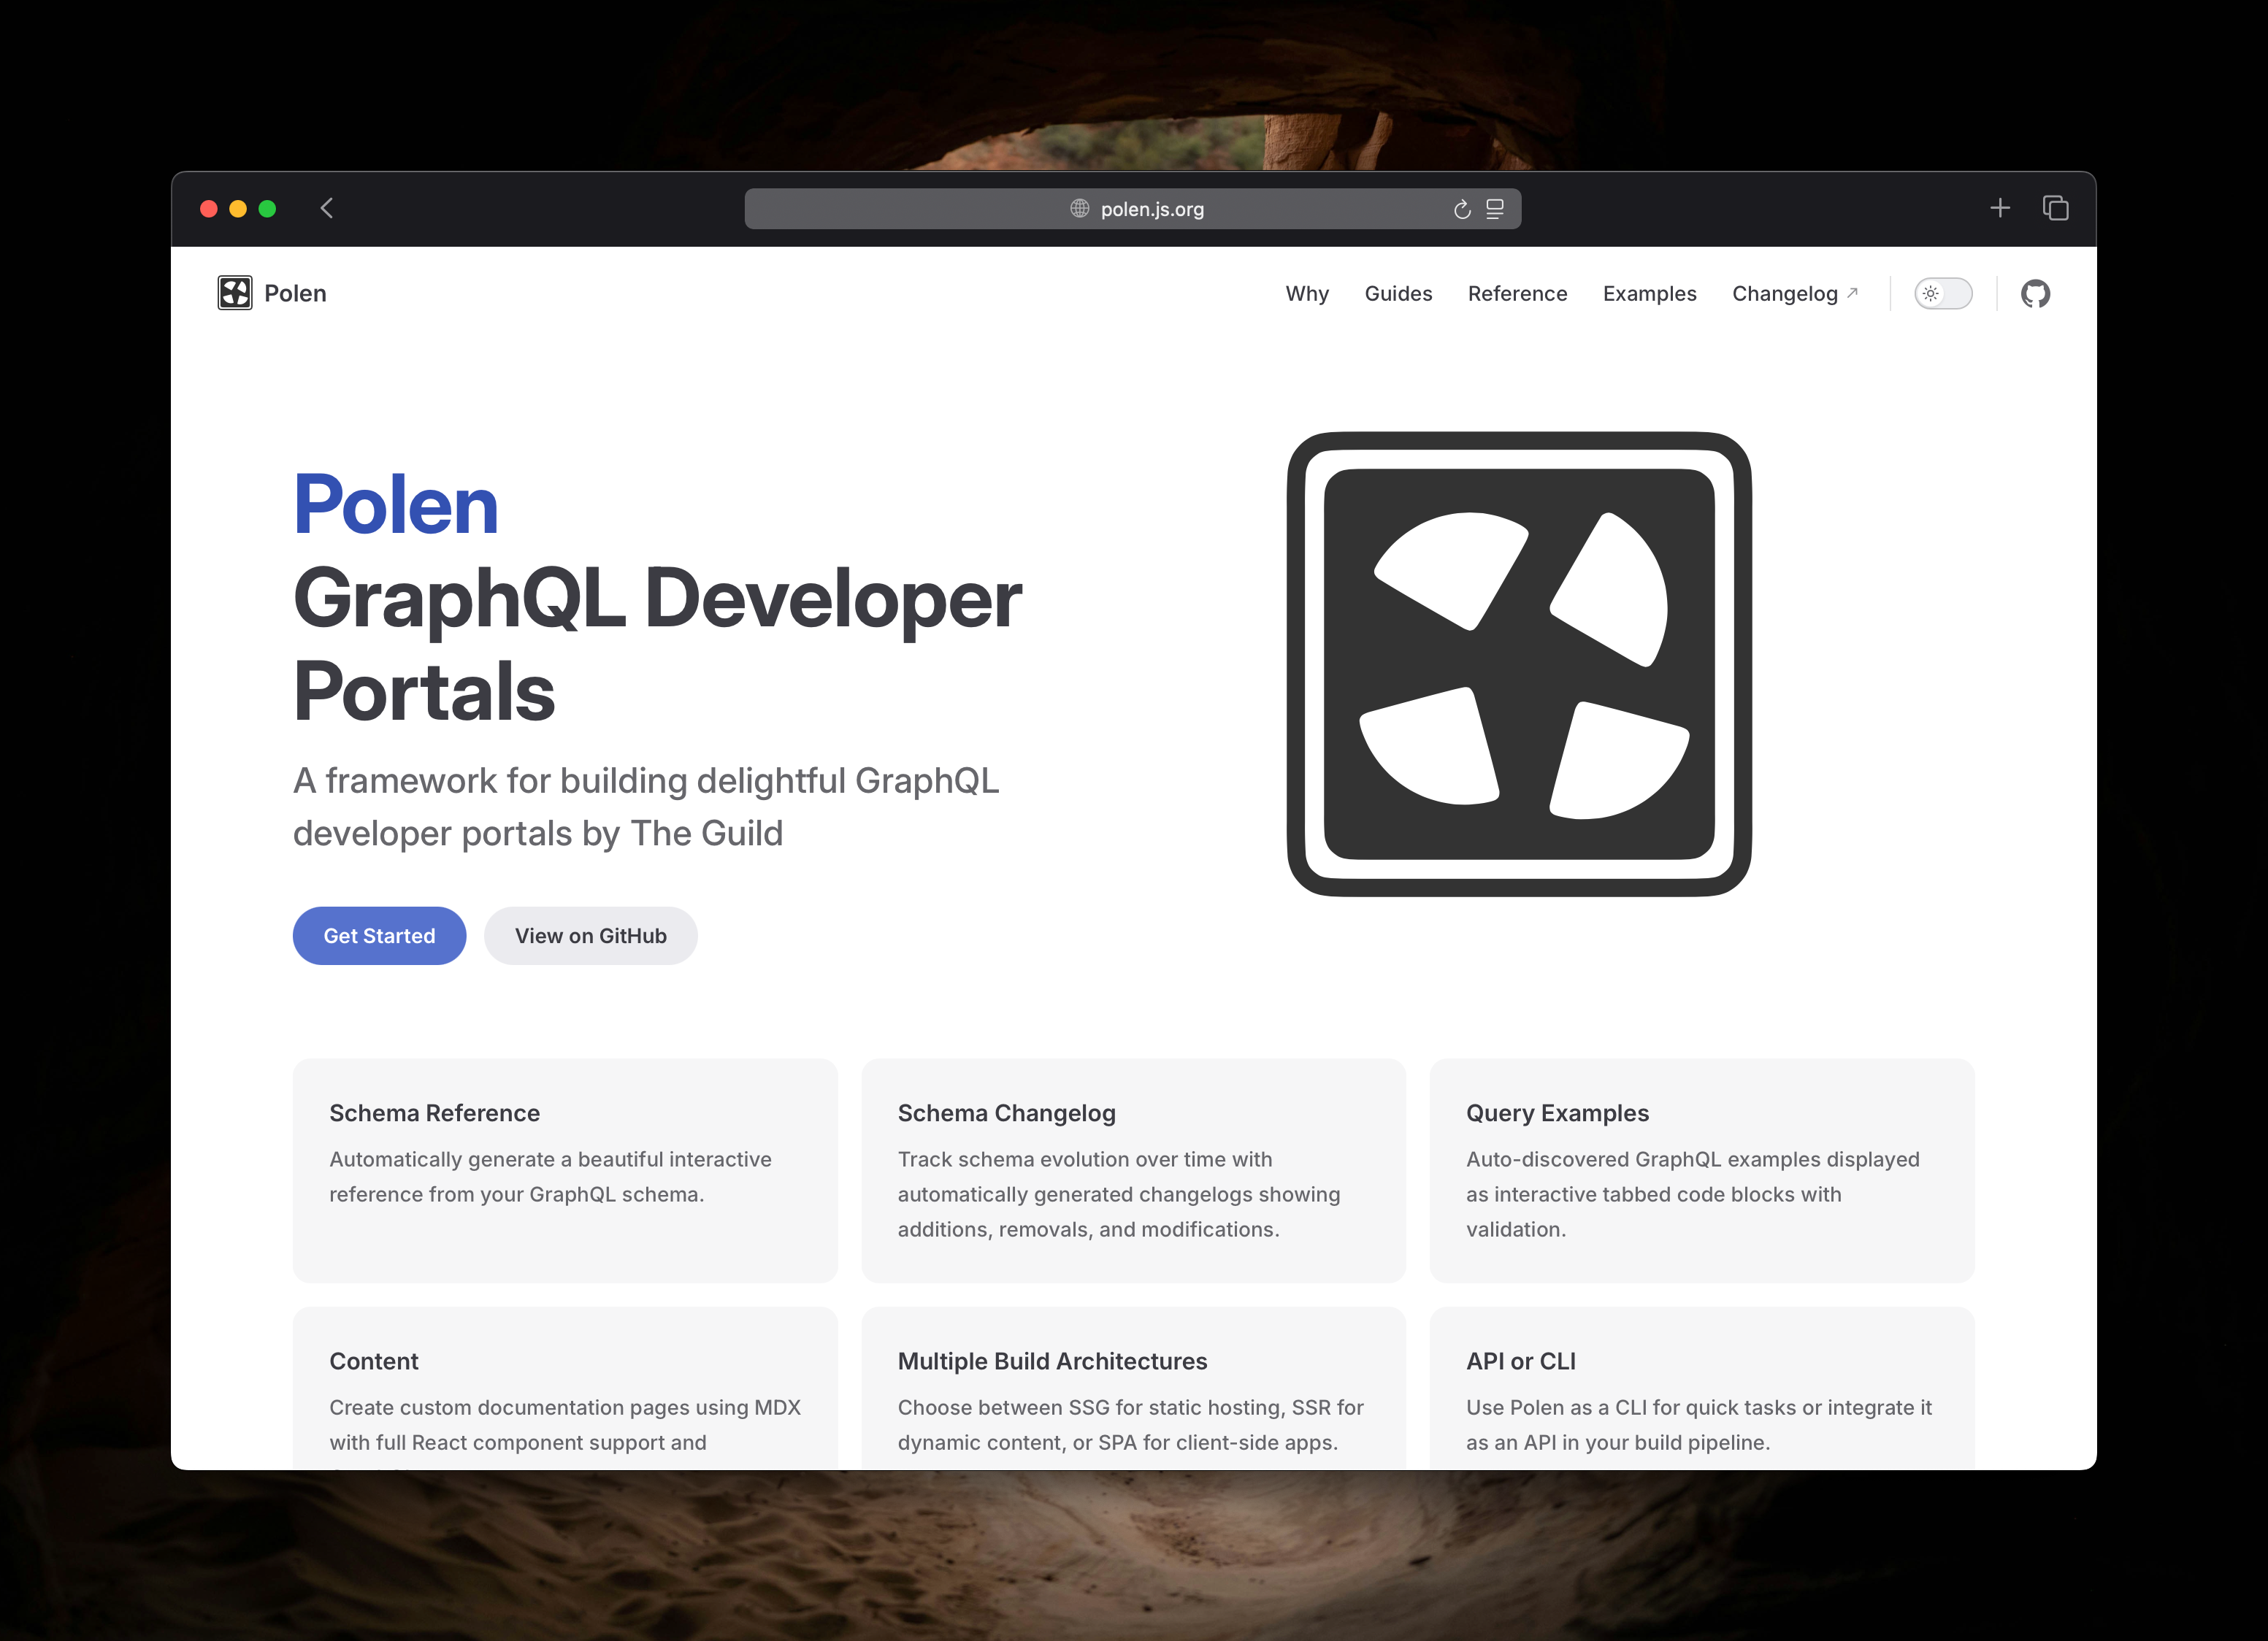 polen.js.org
Polen
Why Guides Reference Examples Changelog
Polen
GraphQL Developer
Portals
A framework for building delightful GraphQL
developer portals by The Guild
Get Started View on GitHub
Schema Reference
Automatically generate a beautiful interactive
reference from your GraphQL schema.
Schema Changelog
Track schema evolution over time with
automatically generated changelogs showing
additions, removals, and modifications.
Query Examples
Auto-discovered GraphQL examples displayed
as interactive tabbed code blocks with
validation.
Content
Create custom documentation pages using MDX
with full React component support and
Multiple Build Architectures
Choose between SSG for static hosting, SSR for
dynamic content, or SPA for client-side apps.
API or CLI
Use Polen as a CLI for quick tasks or integrate it
as an API in your build pipeline.